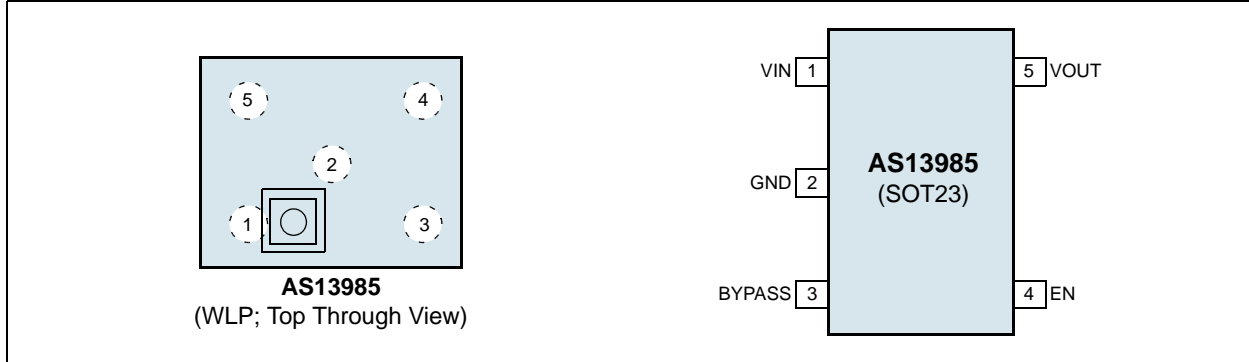 5
4
2
1
3
AS13985
(WLP; Top Through View)
VIN 1
5 VOUT
GND 2
AS13985
(SOT23)
BYPASS 3
4 EN